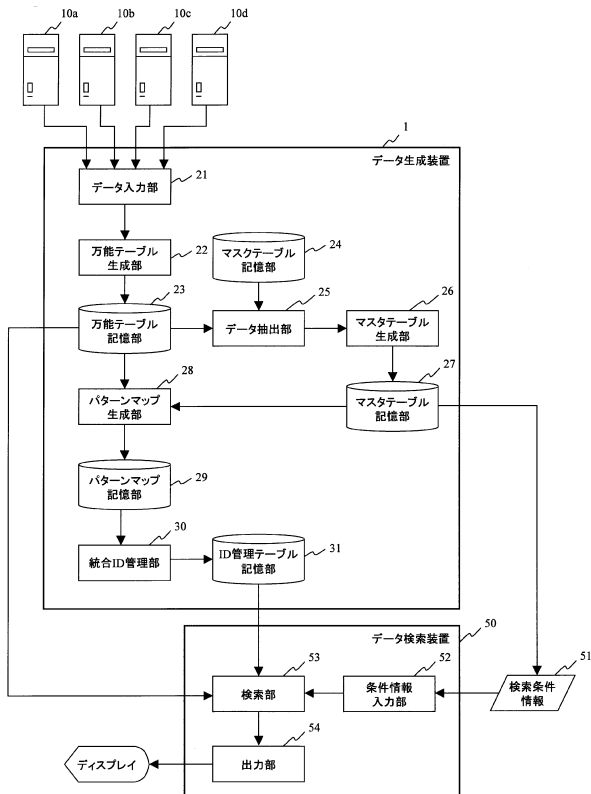 10a 10b 10c 10d
1
データ生成装置
データ入力部
21
万能テーブル
生成部
22
マスクテーブル
記憶部
24
23
万能テーブル
記憶部
25
データ抽出部
26
マスタテーブル
生成部
27
マスタテーブル
記憶部
28
パターンマップ
生成部
パターンマップ
記憶部
29
30
統合ID管理部
ID管理テーブル
記憶部
31
データ検索装置
50
53
検索部
52
条件情報
入力部
51
検索条件
情報
54
出力部
ディスプレイ